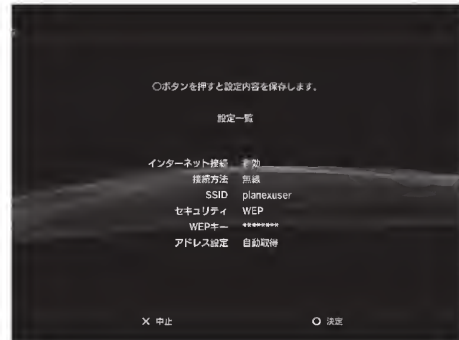 ○ボタンを押すと設定内容を保存します。
設定一覧
インターネット接続 有効
接続方法 無線
SSID planexuser
セキュリティ WEP
WEPキー ********
アドレス設定 自動取得
✕ 中止 ○ 決定